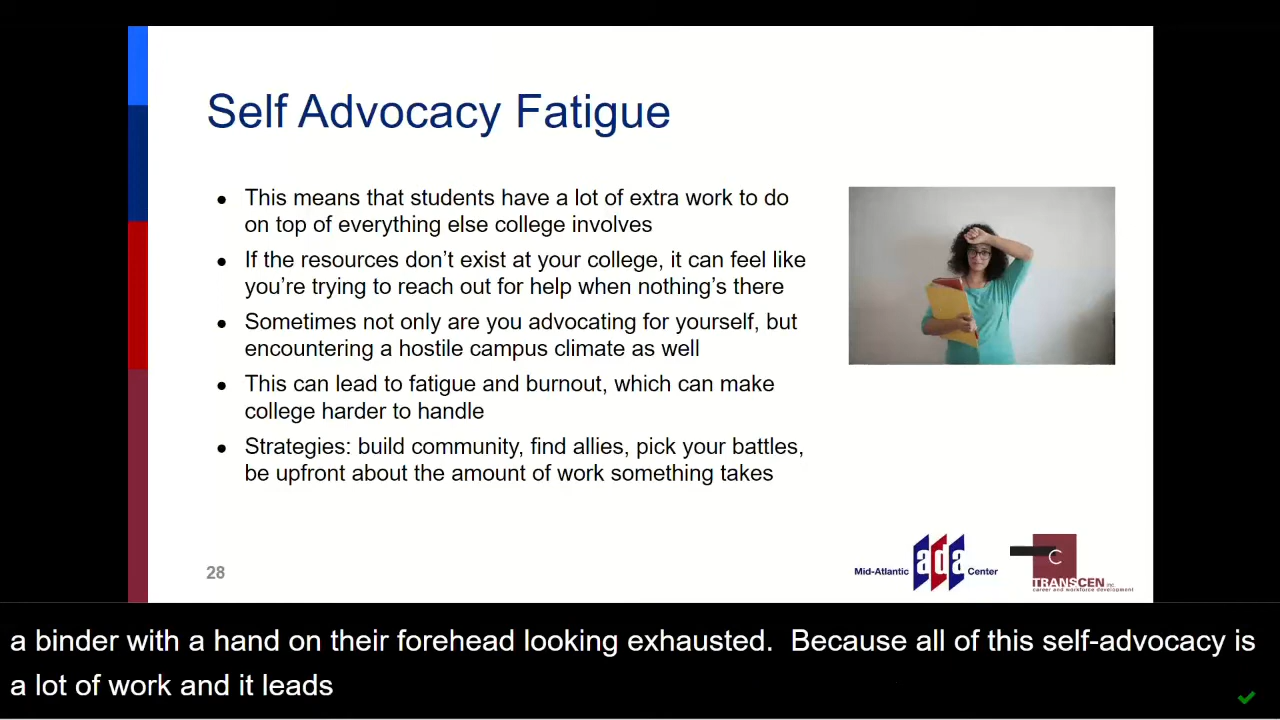 Self Advocacy Fatigue
● This means that students have a lot of extra work to do
on top of everything else college involves
● If the resources don’t exist at your college, it can feel like
you’re trying to reach out for help when nothing’s there
● Sometimes not only are you advocating for yourself, but
encountering a hostile campus climate as well
● This can lead to fatigue and burnout, which can make
college harder to handle
● Strategies: build community, find allies, pick your battles,
be upfront about the amount of work something takes
28
Mid-Atlantic ada Center
C
TRANSCEN inc.
career and workforce development
a binder with a hand on their forehead looking exhausted.  Because all of this self-advocacy is
a lot of work and it leads